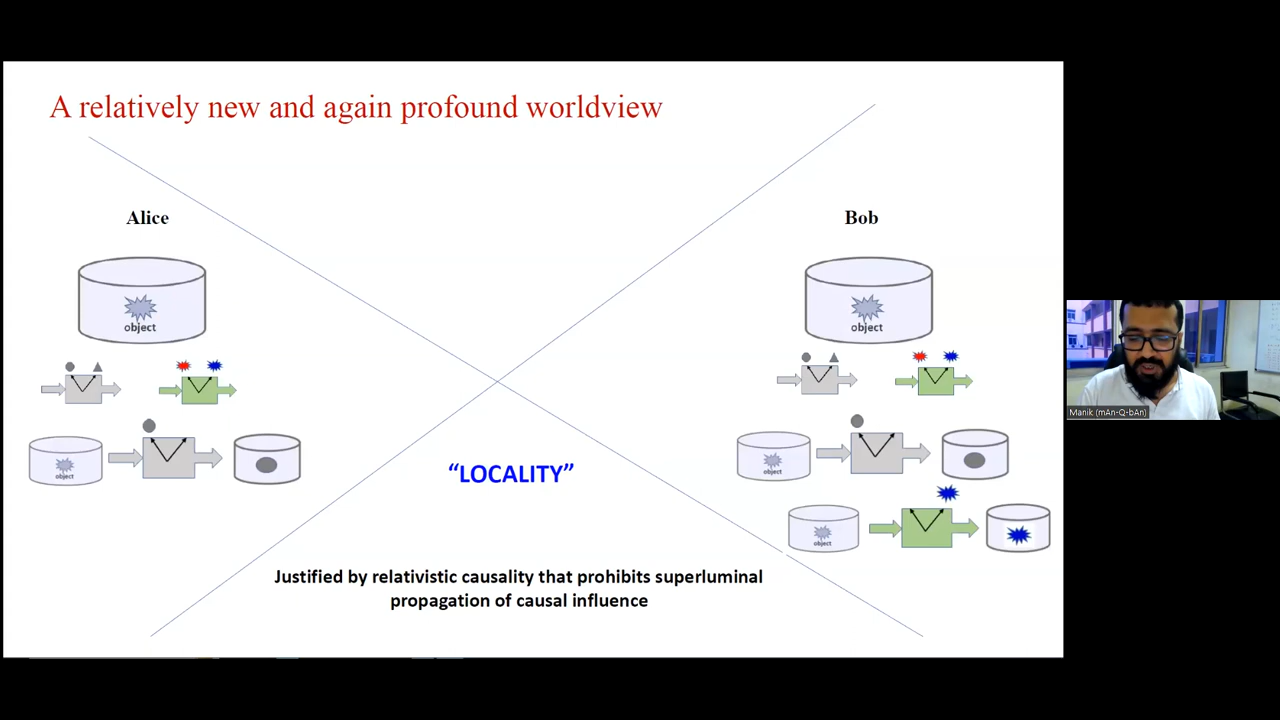 A relatively new and again profound worldview
Alice
Bob
object
object
object
object
“LOCALITY”
object
Justified by relativistic causality that prohibits superluminal
propagation of causal influence
Manik (mAn-Q-bAn)